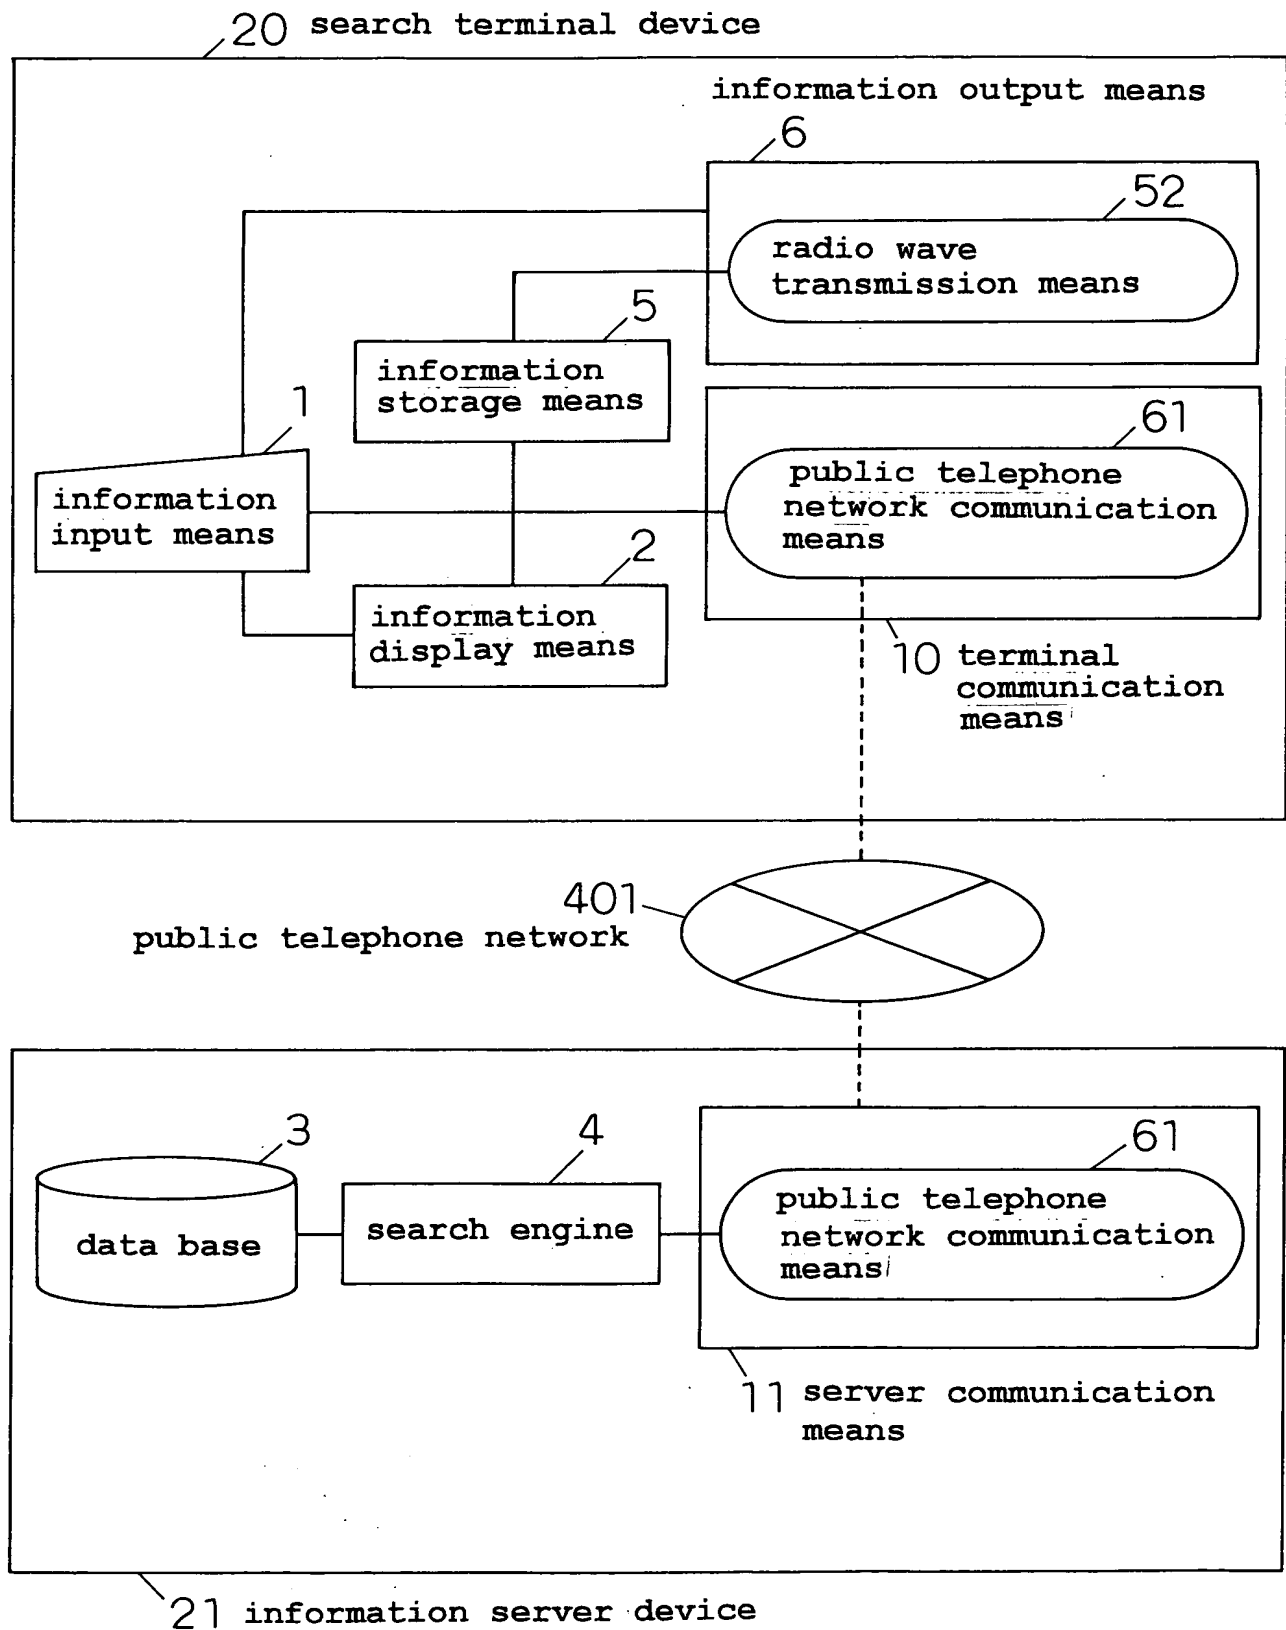 20 search terminal device
information output means
6
52
radio wave
transmission means
5
information
storage means
1
61
public telephone
network communication
means
information
input means
2
information
display means
10 terminal
communication
means
401
public telephone network
3
4
61
data base
search engine
public telephone
network communication
means
11 server communication
means
21 information server device